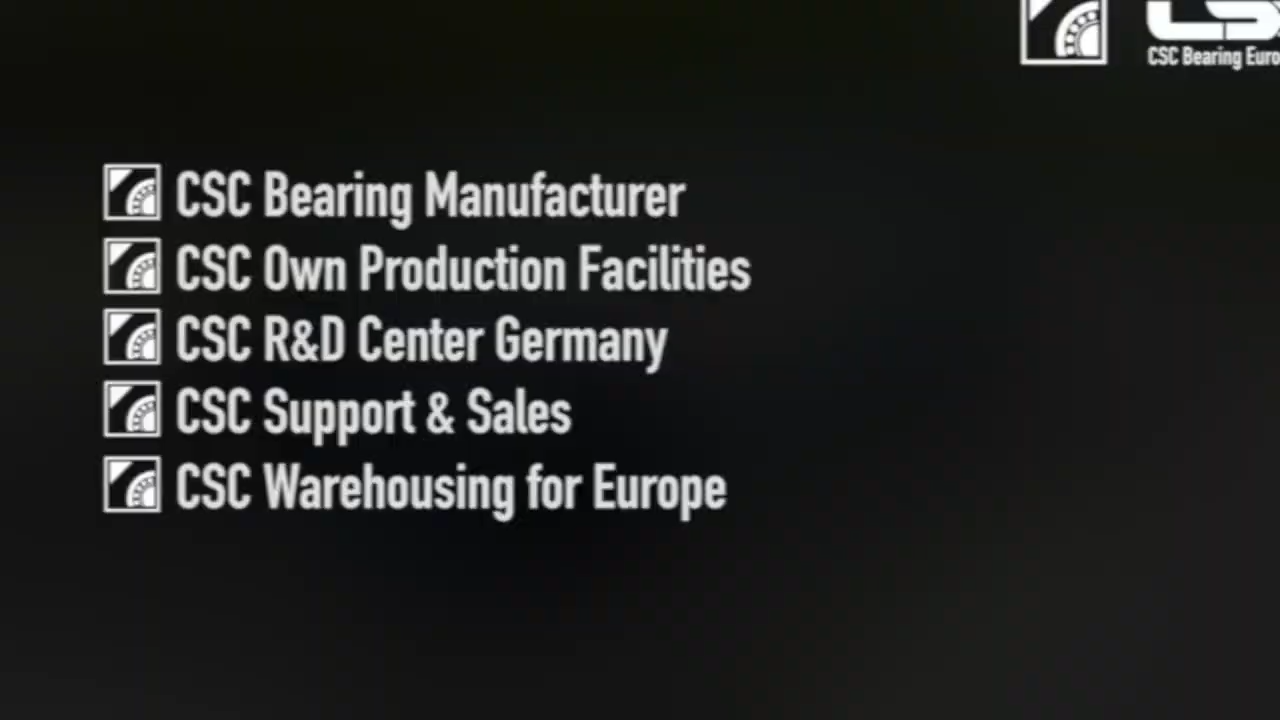 CSC Bearing
CSC Bearing Manufacturer
CSC Own Production Facilities
CSC R&D Center Germany
CSC Support & Sales
CSC Warehousing for Europe